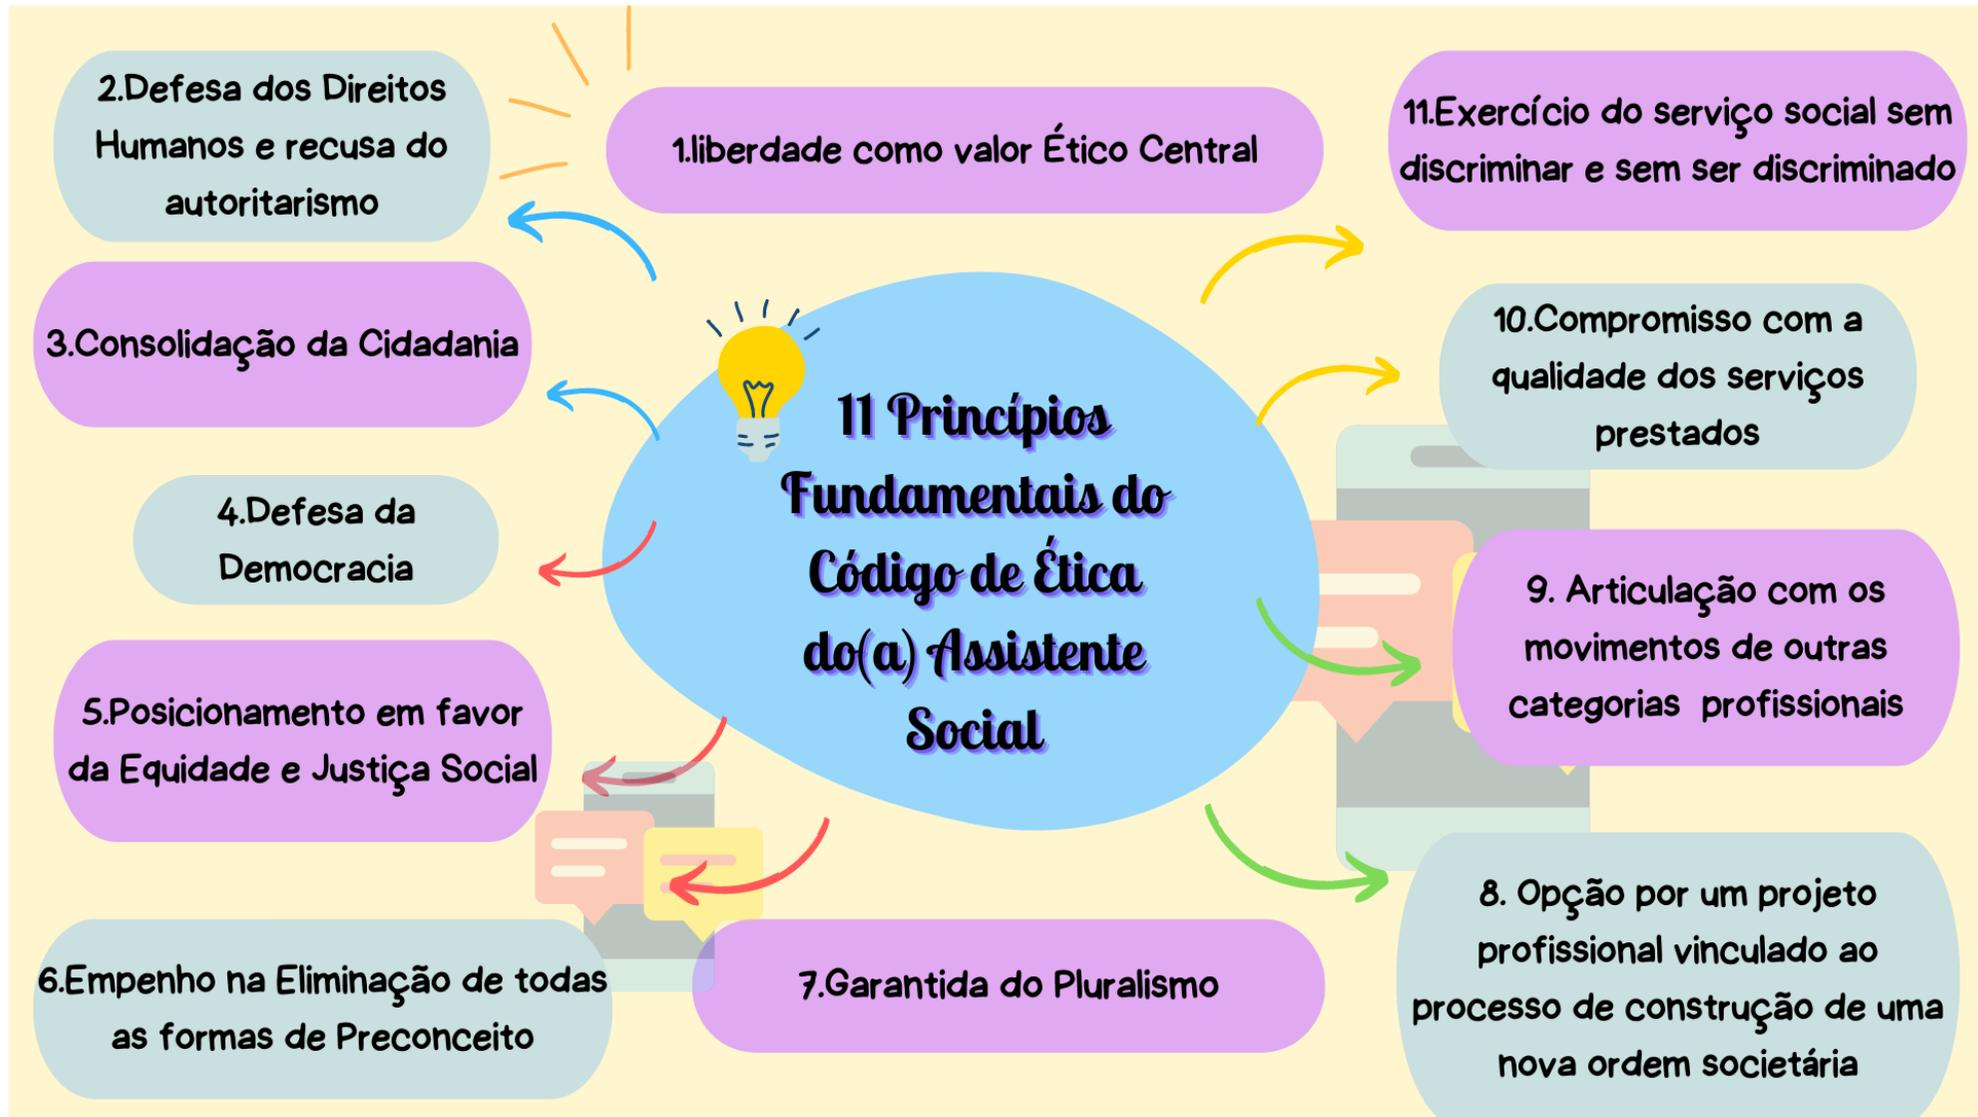 11 Princípios
Fundamentais do
Código de Ética
do(a) Assistente
Social
1.liberdade como valor Ético Central
2.Defesa dos Direitos
Humanos e recusa do
autoritarismo
3.Consolidação da Cidadania
4.Defesa da
Democracia
5.Posicionamento em favor
da Equidade e Justiça Social
6.Empenho na Eliminação de todas
as formas de Preconceito
7.Garantida do Pluralismo
8. Opção por um projeto
profissional vinculado ao
processo de construção de uma
nova ordem societária
9. Articulação com os
movimentos de outras
categorias profissionais
10.Compromisso com a
qualidade dos serviços
prestados
11.Exercício do serviço social sem
discriminar e sem ser discriminado